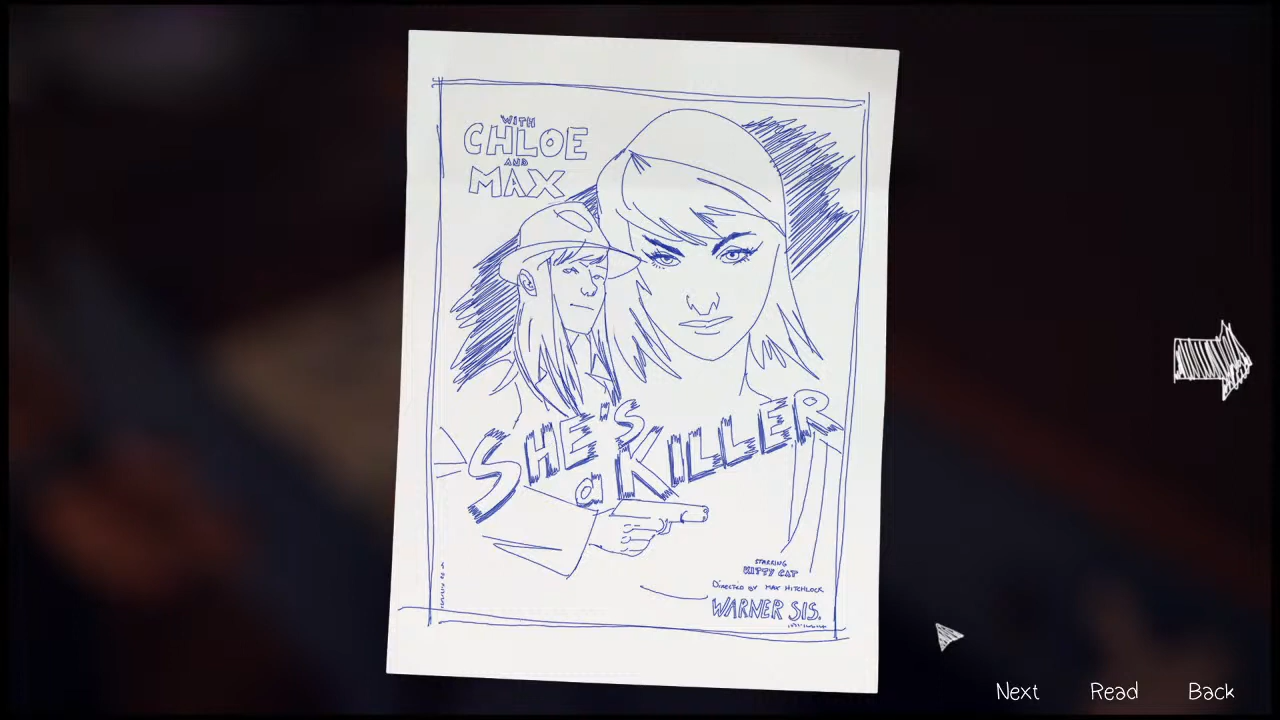 WITH
CHLOE
AND
MAX
SHE'S
a KILLER
STARRING
KITTY CAT
DIRECTED BY MAX HITCHLOCK
WARNER SIS.
Next Read Back